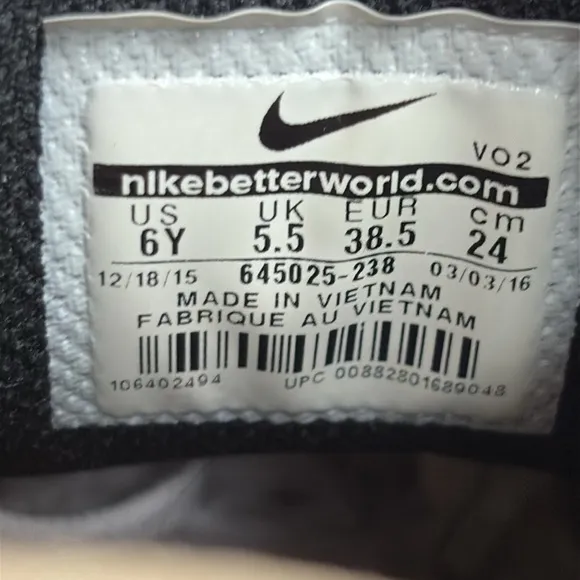 VO2
nikebetterworld.com
US UK EUR cm
6Y 5.5 38.5 24
12/18/15 645025-238 03/03/16
MADE IN VIETNAM
FABRIQUE AU VIETNAM
106402494 UPC 00882801689048